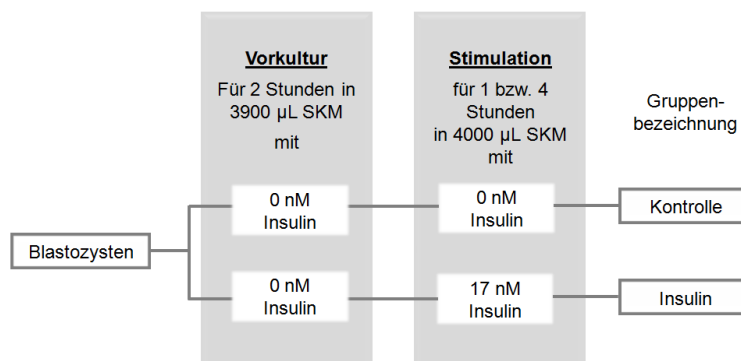 Vorkultur
Für 2 Stunden in
3900 µL SKM
mit
Stimulation
für 1 bzw. 4
Stunden
in 4000 µL SKM
mit
Gruppen-
bezeichnung
Blastozysten
0 nM
Insulin
0 nM
Insulin
Kontrolle
0 nM
Insulin
17 nM
Insulin
Insulin